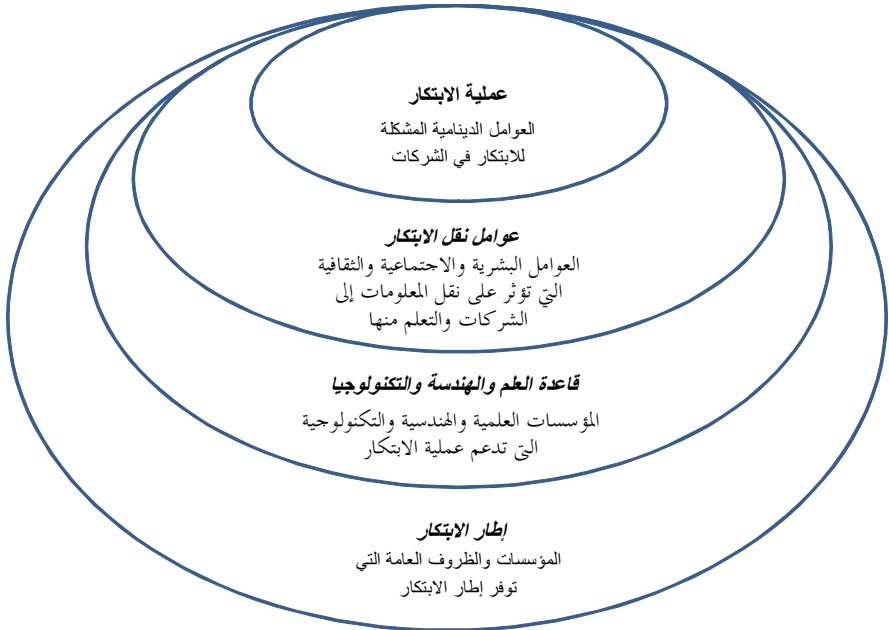 عملية الابتكار
العوامل الدينامية المشكلة
للابتكار في الشركات
عوامل نقل الابتكار
العوامل البشرية والاجتماعية والثقافية
التي تؤثر على نقل المعلومات إلى
الشركات والتعلم منها
قاعدة العلم والهندسة والتكنولوجيا
المؤسسات العلمية والهندسية والتكنولوجية
التي تدعم عملية الابتكار
إطار الابتكار
المؤسسات والظروف العامة التي
توفر إطار الابتكار